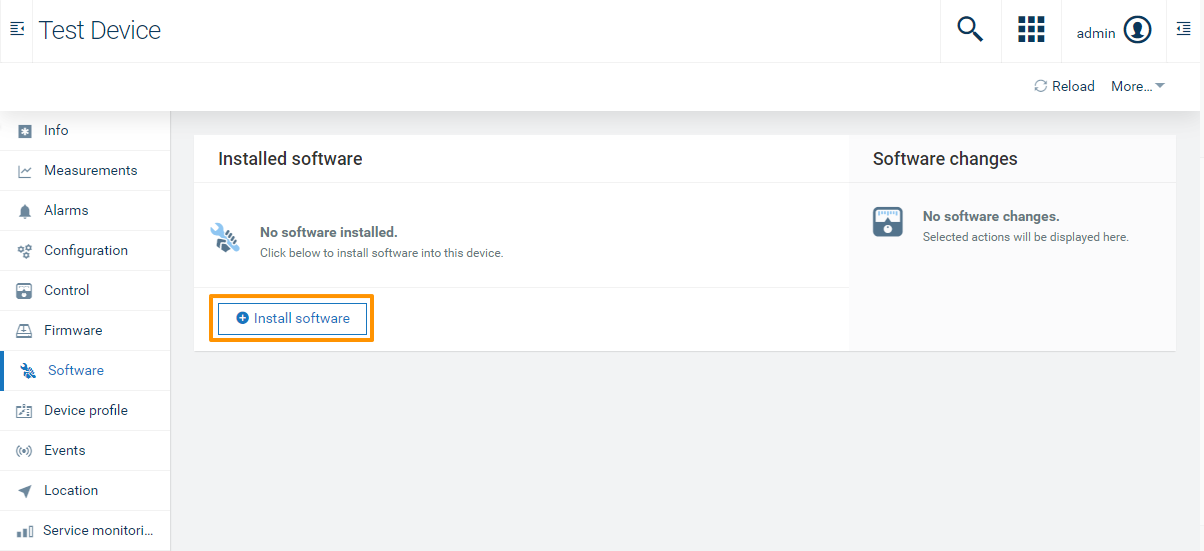 Test Device
admin
Reload
More...
Info
Measurements
Alarms
Configuration
Control
Firmware
Software
Device profile
Events
Location
Service monitori...
Installed software
No software installed.
Click below to install software into this device.
Install software
Software changes
No software changes.
Selected actions will be displayed here.